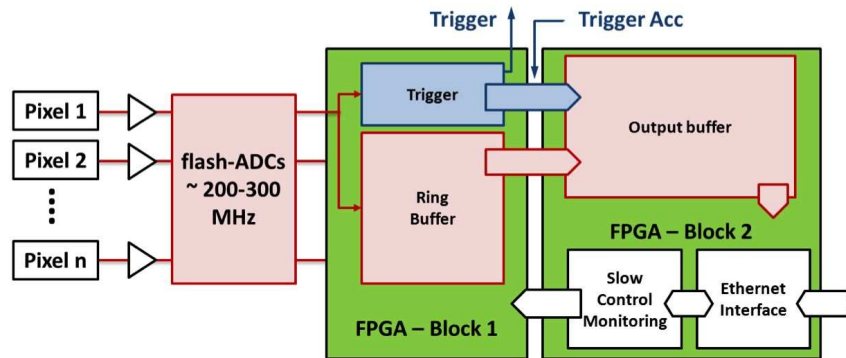 Trigger
Trigger Acc
Pixel 1
Pixel 2
Pixel n
flash-ADCs
~ 200-300
MHz
Trigger
Ring
Buffer
FPGA – Block 1
Output buffer
FPGA – Block 2
Slow
Control
Monitoring
Ethernet
Interface